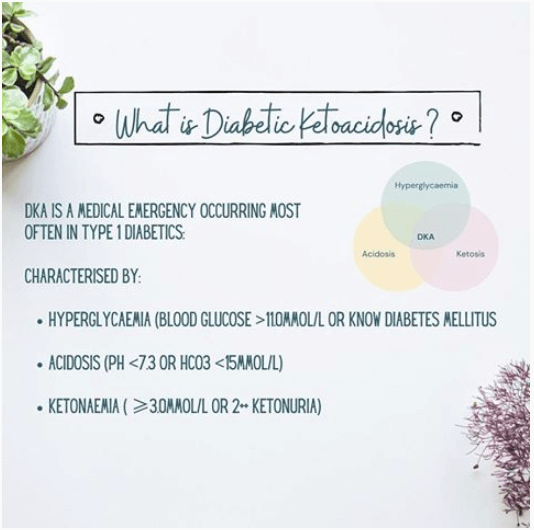 What is Diabetic Ketoacidosis?
Hyperglycaemia
DKA
Acidosis
Ketosis
DKA IS A MEDICAL EMERGENCY OCCURRING MOST
OFTEN IN TYPE 1 DIABETICS:
CHARACTERISED BY:
• HYPERGLYCAEMIA (BLOOD GLUCOSE >11.0MMOL/L OR KNOW DIABETES MELLITUS
• ACIDOSIS (PH <7.3 OR HCO3 <15MMOL/L)
• KETONAEMIA ( ≥3.0MMOL/L OR 2++ KETONURIA)